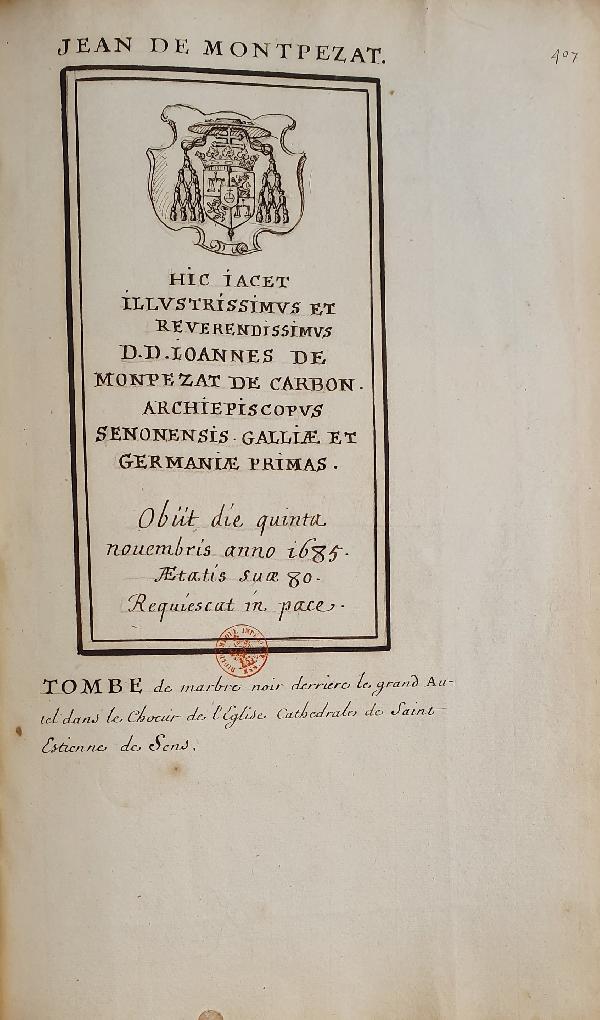 JEAN DE MONTPEZAT.
407
HIC IACET
ILLVSTRISSIMVS ET
REVERENDISSIMVS
D.D. IOANNES DE
MONPEZAT DE CARBON.
ARCHIEPISCOPVS
SENONENSIS. GALLIÆ ET
GERMANIÆ PRIMAS.
Obiit die quinta
nouembris anno 1685.
Ætatis suæ 80.
Requiescat in pace.
TOMBE de marbre noir derriere le grand Au-
tel dans le Choeur de l'Eglise Cathedrale de Saint
Estienne de Sens.